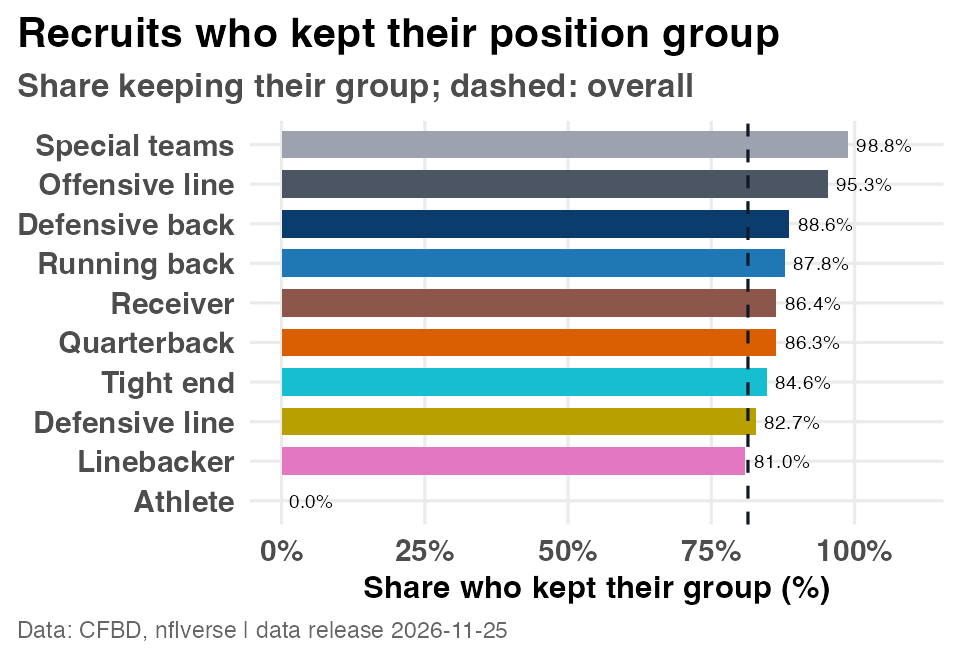 Recruits who kept their position group
Share keeping their group; dashed: overall
Special teams 98.8%
Offensive line 95.3%
Defensive back 88.6%
Running back 87.8%
Receiver 86.4%
Quarterback 86.3%
Tight end 84.6%
Defensive line 82.7%
Linebacker 81.0%
Athlete 0.0%
0% 25% 50% 75% 100%
Share who kept their group (%)
Data: CFBD, nflverse | data release 2026-11-25